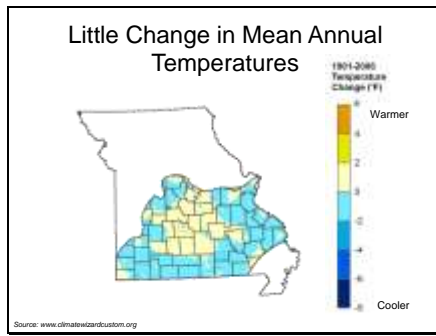 Little Change in Mean Annual
Temperatures
Temperature
Change (°F)
Warmer
Cooler
Source: www.climatewizardcustom.org